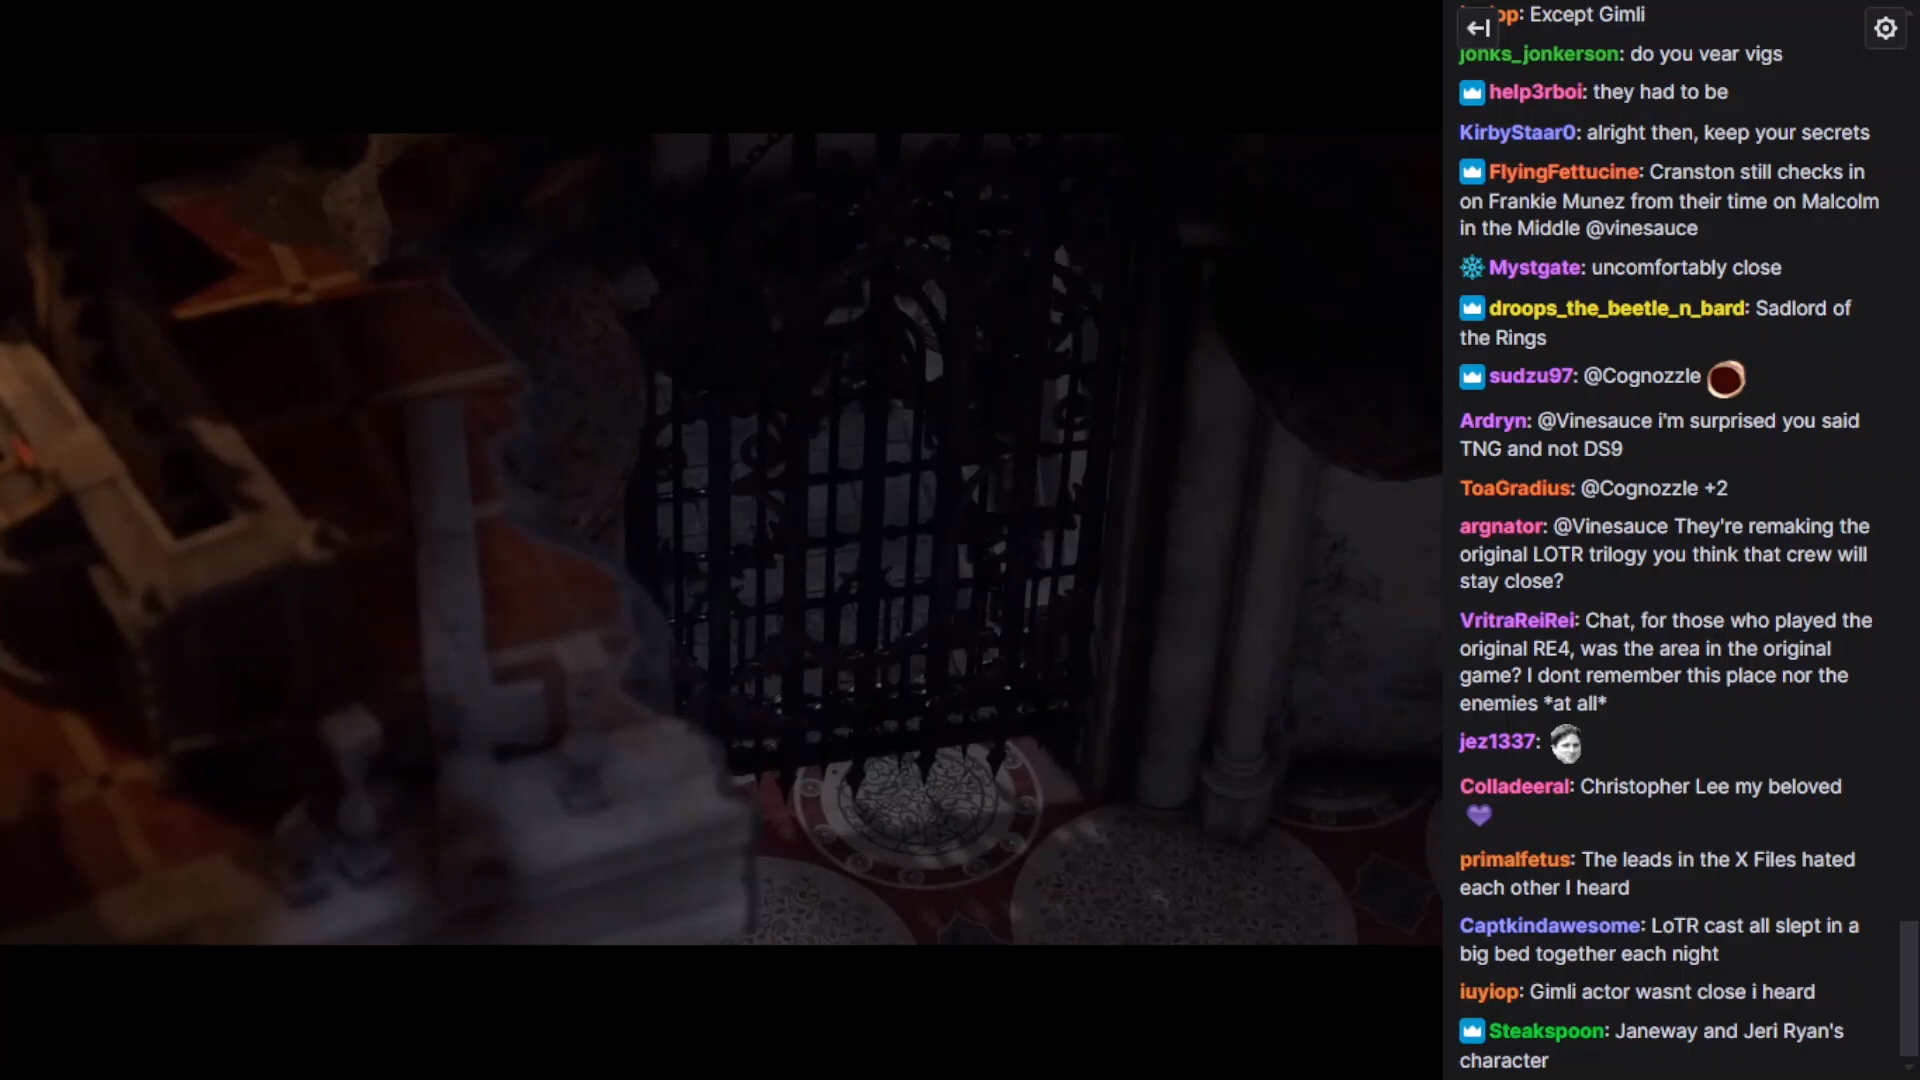 op: Except Gimli
jonks_jonkerson: do you vear vigs
help3rboi: they had to be
KirbyStaar0: alright then, keep your secrets
FlyingFettucine: Cranston still checks in
on Frankie Munez from their time on Malcolm
in the Middle @vinesauce
Mystgate: uncomfortably close
droops_the_beetle_n_bard: Sadlord of
the Rings
sudzu97: @Cognozzle
Ardryn: @Vinesauce i'm surprised you said
TNG and not DS9
ToaGradius: @Cognozzle +2
argnator: @Vinesauce They're remaking the
original LOTR trilogy you think that crew will
stay close?
VritraReiRei: Chat, for those who played the
original RE4, was the area in the original
game? I dont remember this place nor the
enemies *at all*
jez1337:
Colladeeral: Christopher Lee my beloved
primalfetus: The leads in the X Files hated
each other I heard
Captkindawesome: LoTR cast all slept in a
big bed together each night
iuyiop: Gimli actor wasnt close i heard
Steakspoon: Janeway and Jeri Ryan's
character